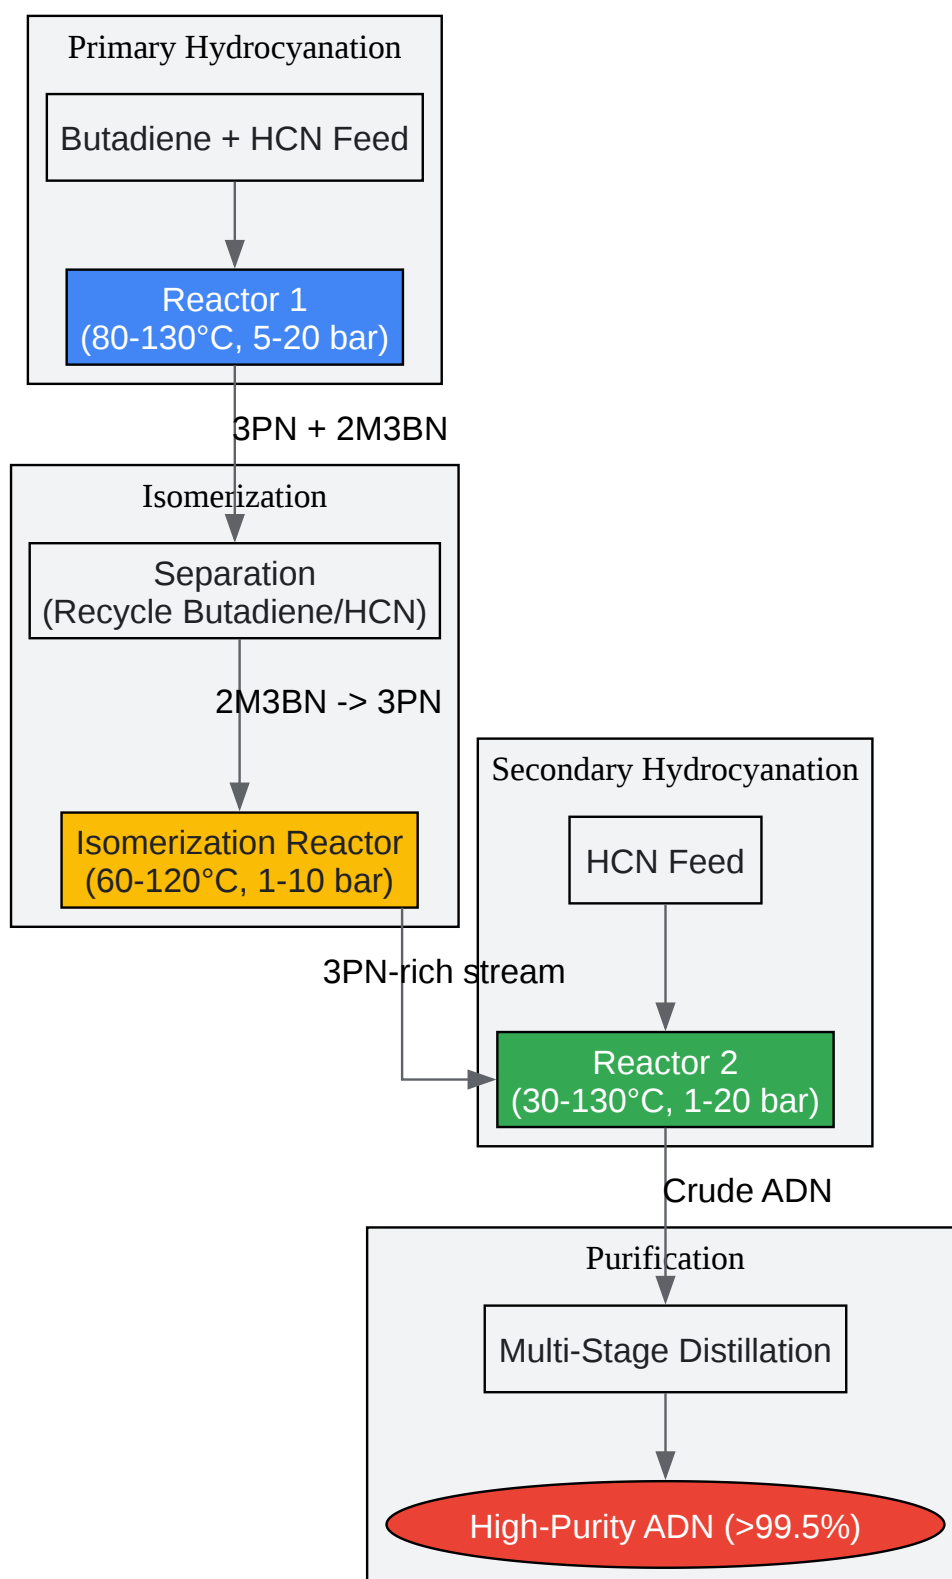 Primary Hydrocyanation
Butadiene + HCN Feed
Reactor 1
(80-130°C, 5-20 bar)
3PN + 2M3BN
Isomerization
Separation
(Recycle Butadiene/HCN)
2M3BN -> 3PN
Isomerization Reactor
(60-120°C, 1-10 bar)
3PN-rich stream
Secondary Hydrocyanation
HCN Feed
Reactor 2
(30-130°C, 1-20 bar)
Crude ADN
Purification
Multi-Stage Distillation
High-Purity ADN (>99.5%)